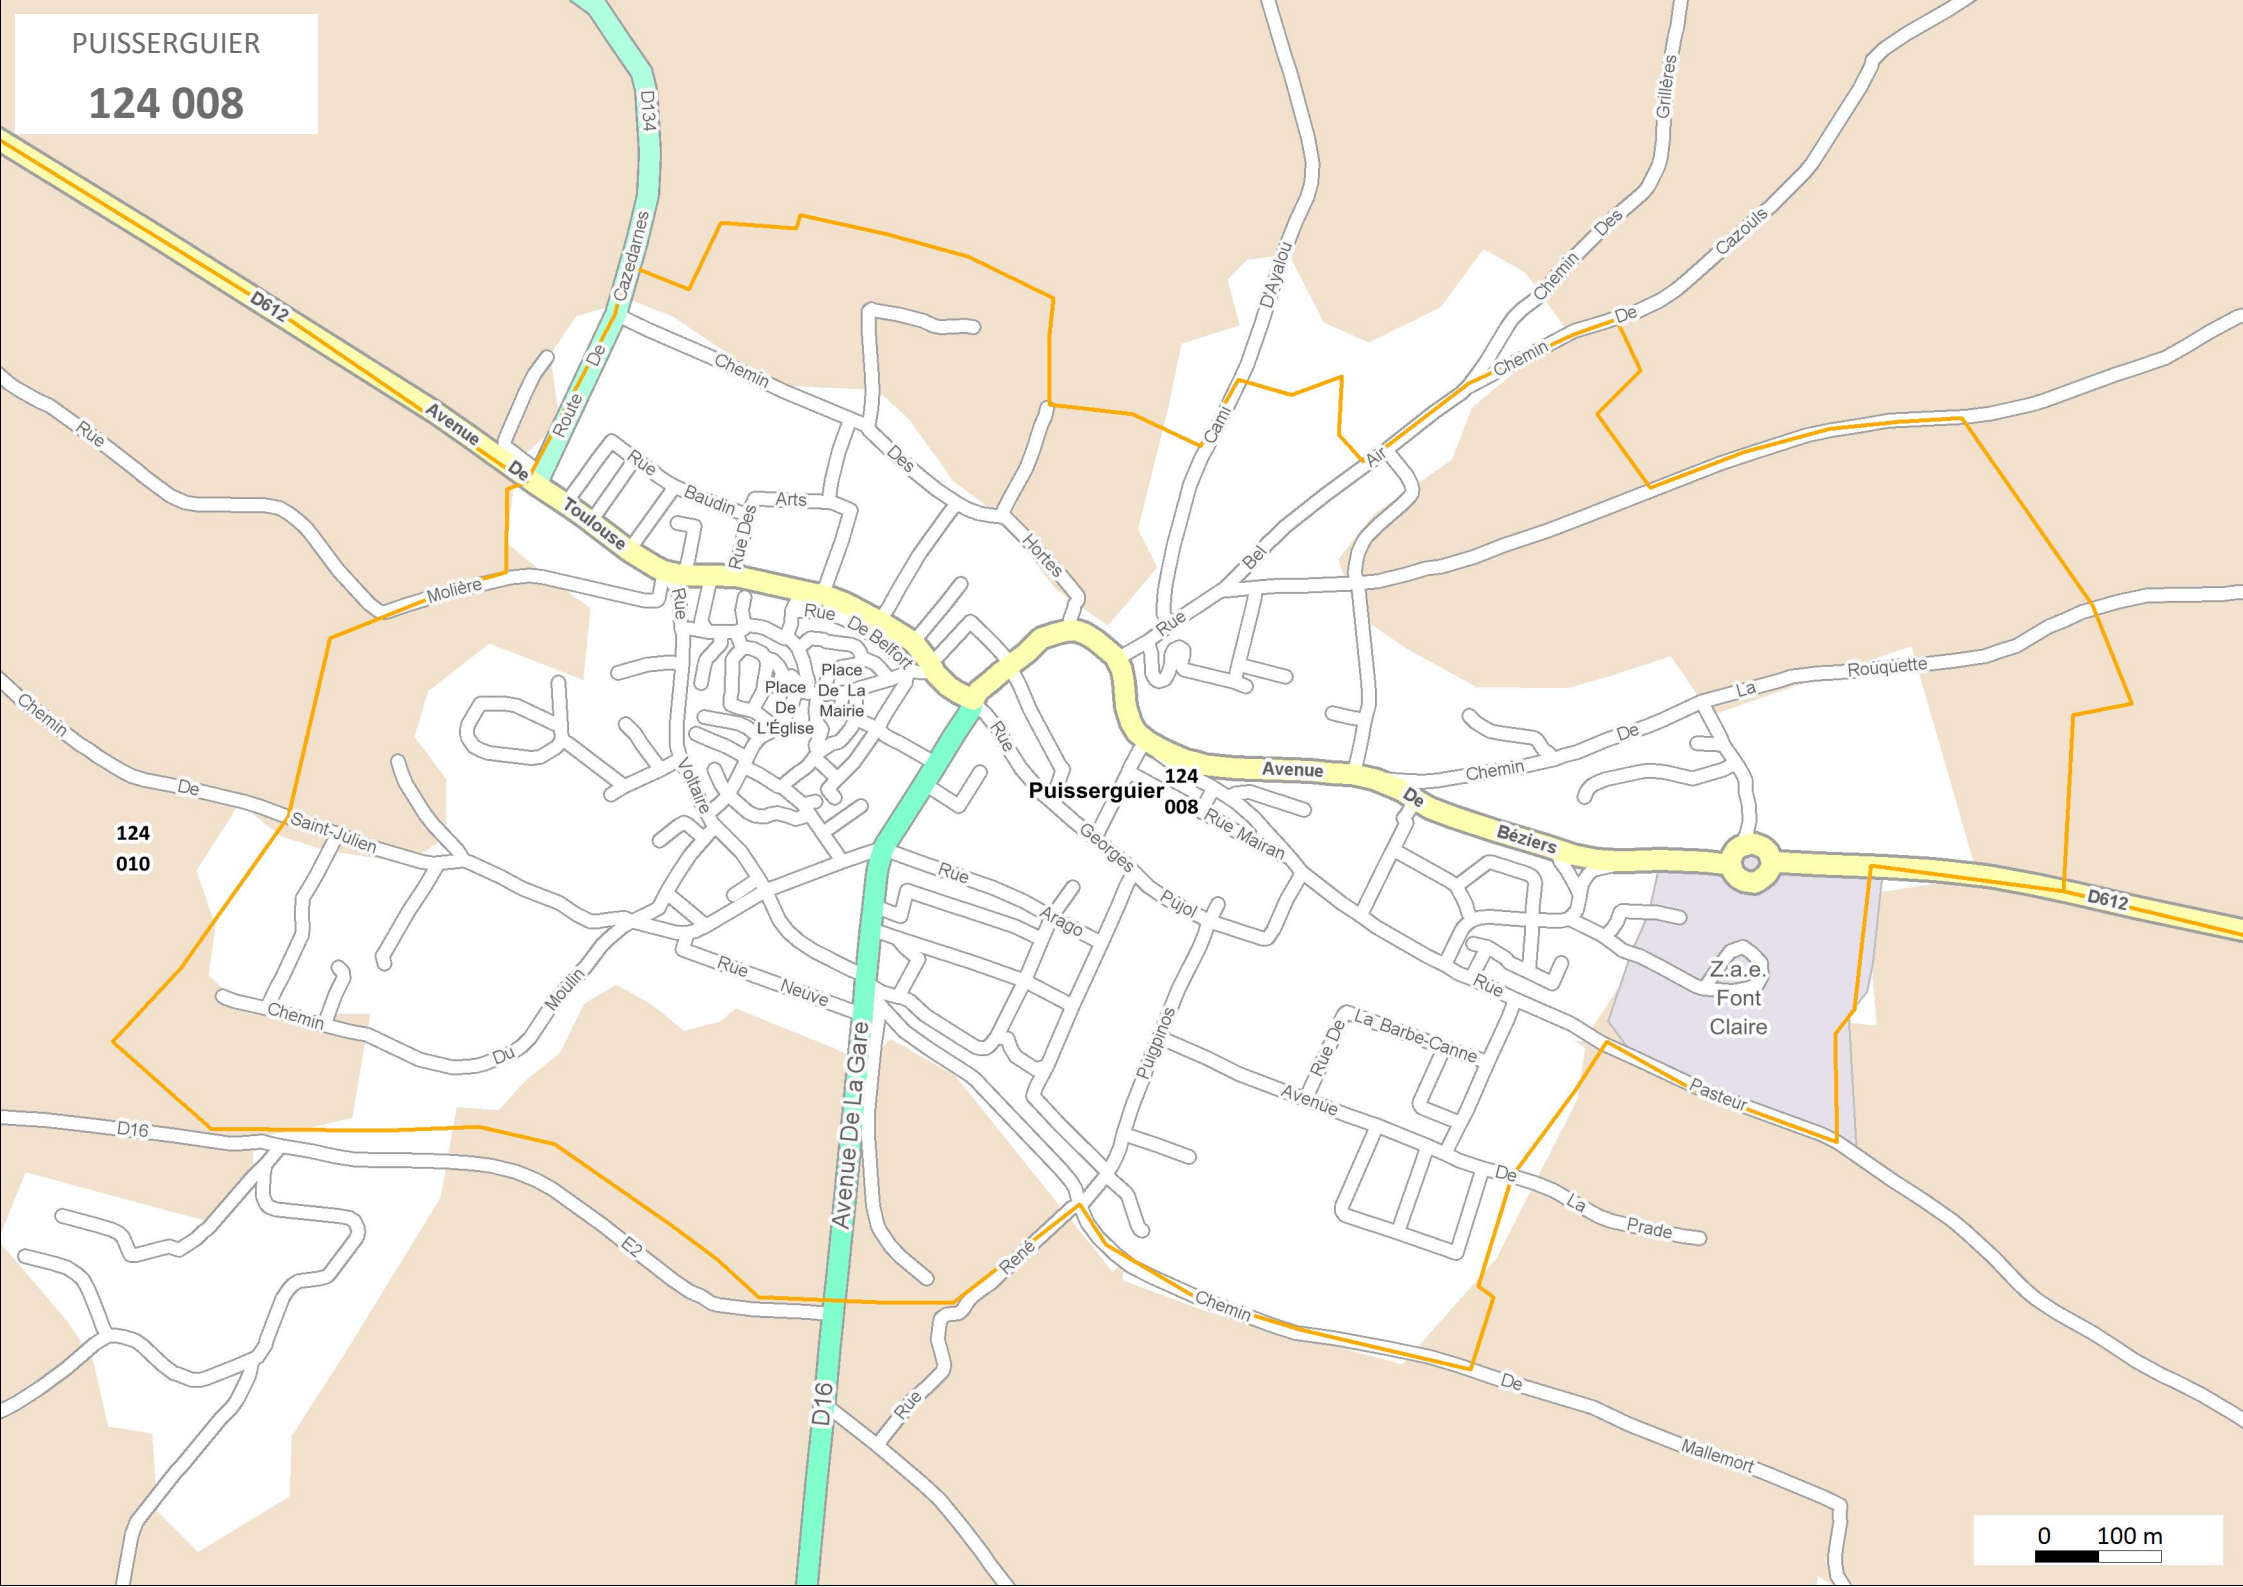 PUISSERGUIER
124 008
D134
Grillères
Des
Chemin
Cazouls
De
Chemin
Air
Bel
Rue
D'Ayalou
Cami
Cazedarnes
De
Route
D612
Avenue
De
Toulouse
Chemin
Des
Hortes
Rue
Baudin
Arts
Rue Des
Rue
Molière
Rue
Voltaire
Rue De Belfort
Place
De La
Mairie
Place
De
L'Église
Chemin
De
Saint-Julien
124
010
Puisserguier
124
008
Rue
Georges
Pujol
Rue Mairan
Avenue
De
Béziers
D612
Chemin
De
La
Rouquette
Z.a.e.
Font
Claire
Rue
Arago
Rue
Neuve
Chemin
Du
Moulin
Avenue De La Gare
Puigpinos
René
Rue
Rue De
La Barbe-Canne
Avenue
De
La
Prade
Rue
Pasteur
D16
E2
D16
Chemin
De
Mallemort
0 100 m